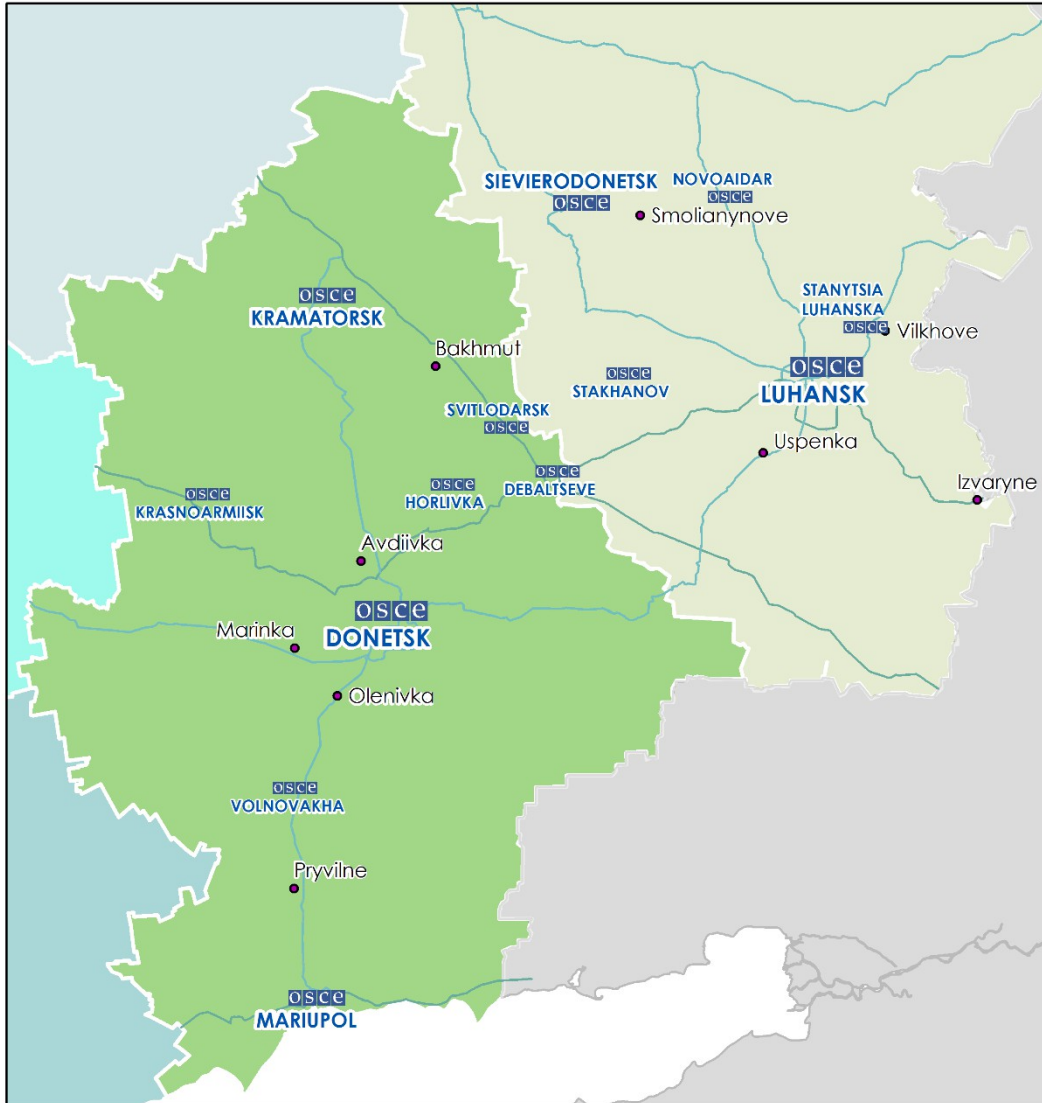 SIEVIERODONETSK
osce
NOVOAIDAR
osce
Smolianynove
osce
KRAMATORSK
STANYTSIA
LUHANSKA
osce
Vilkhove
Bakhmut
osce
STAKHANOV
osce
LUHANSK
SVITLODARSK
osce
Uspenka
osce
DEBALTSEVE
osce
HORLIVKA
osce
KRASNOARMIISK
Izvaryne
Avdiivka
osce
DONETSK
Marinka
Olenivka
osce
VOLNOVAKHA
Pryvilne
osce
MARIUPOL